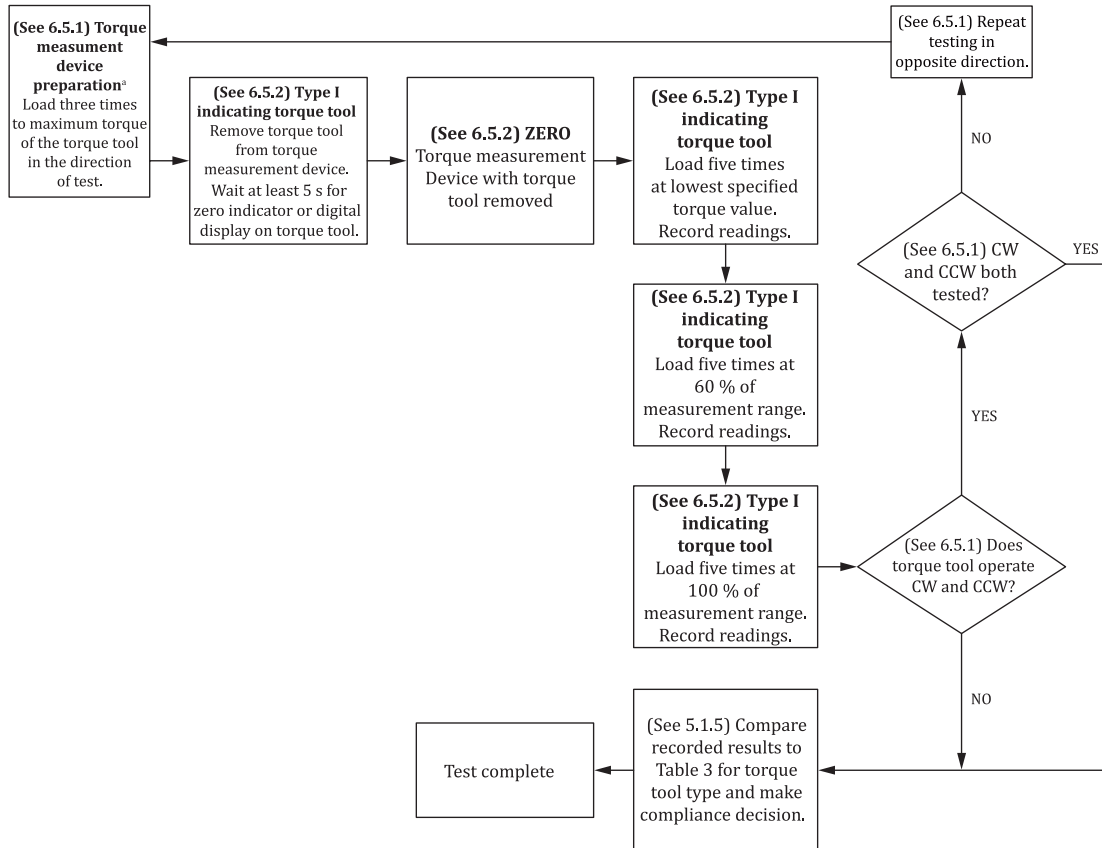 (See 6.5.1) Torque
measument
device
preparationᵃ
Load three times
to maximum torque
of the torque tool
in the direction
of test.
(See 6.5.2) Type I
indicating torque tool
Remove torque tool
from torque
measurement device.
Wait at least 5 s for
zero indicator or digital
display on torque tool.
(See 6.5.2) ZERO
Torque measurement
Device with torque
tool removed
(See 6.5.2) Type I
indicating
torque tool
Load five times
at lowest specified
torque value.
Record readings.
(See 6.5.2) Type I
indicating
torque tool
Load five times at
60 % of
measurement range.
Record readings.
(See 6.5.2) Type I
indicating
torque tool
Load five times at
100 % of
measurement range.
Record readings.
(See 6.5.1) Does
torque tool operate
CW and CCW?
YES
NO
(See 6.5.1) CW
and CCW both
tested?
YES
NO
(See 6.5.1) Repeat
testing in
opposite direction.
(See 5.1.5) Compare
recorded results to
Table 3 for torque
tool type and make
compliance decision.
Test complete